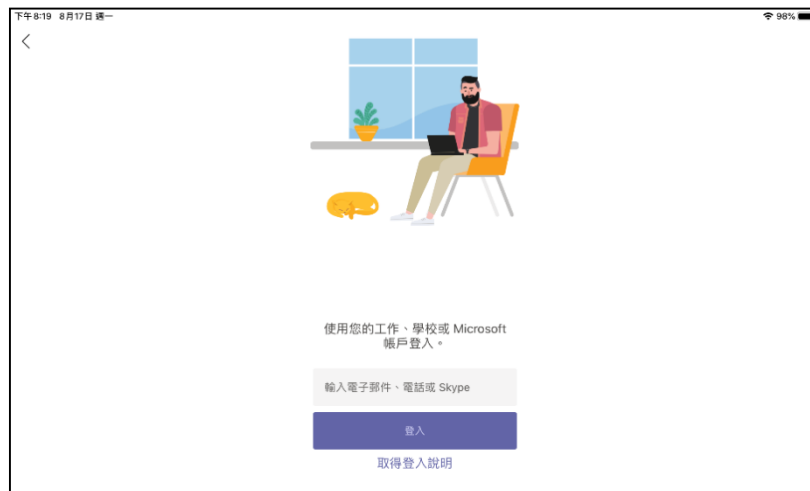 下午8:19 8月17日 週一
98%
使用您的工作、學校或 Microsoft
帳戶登入。
輸入電子郵件、電話或 Skype
登入
取得登入說明